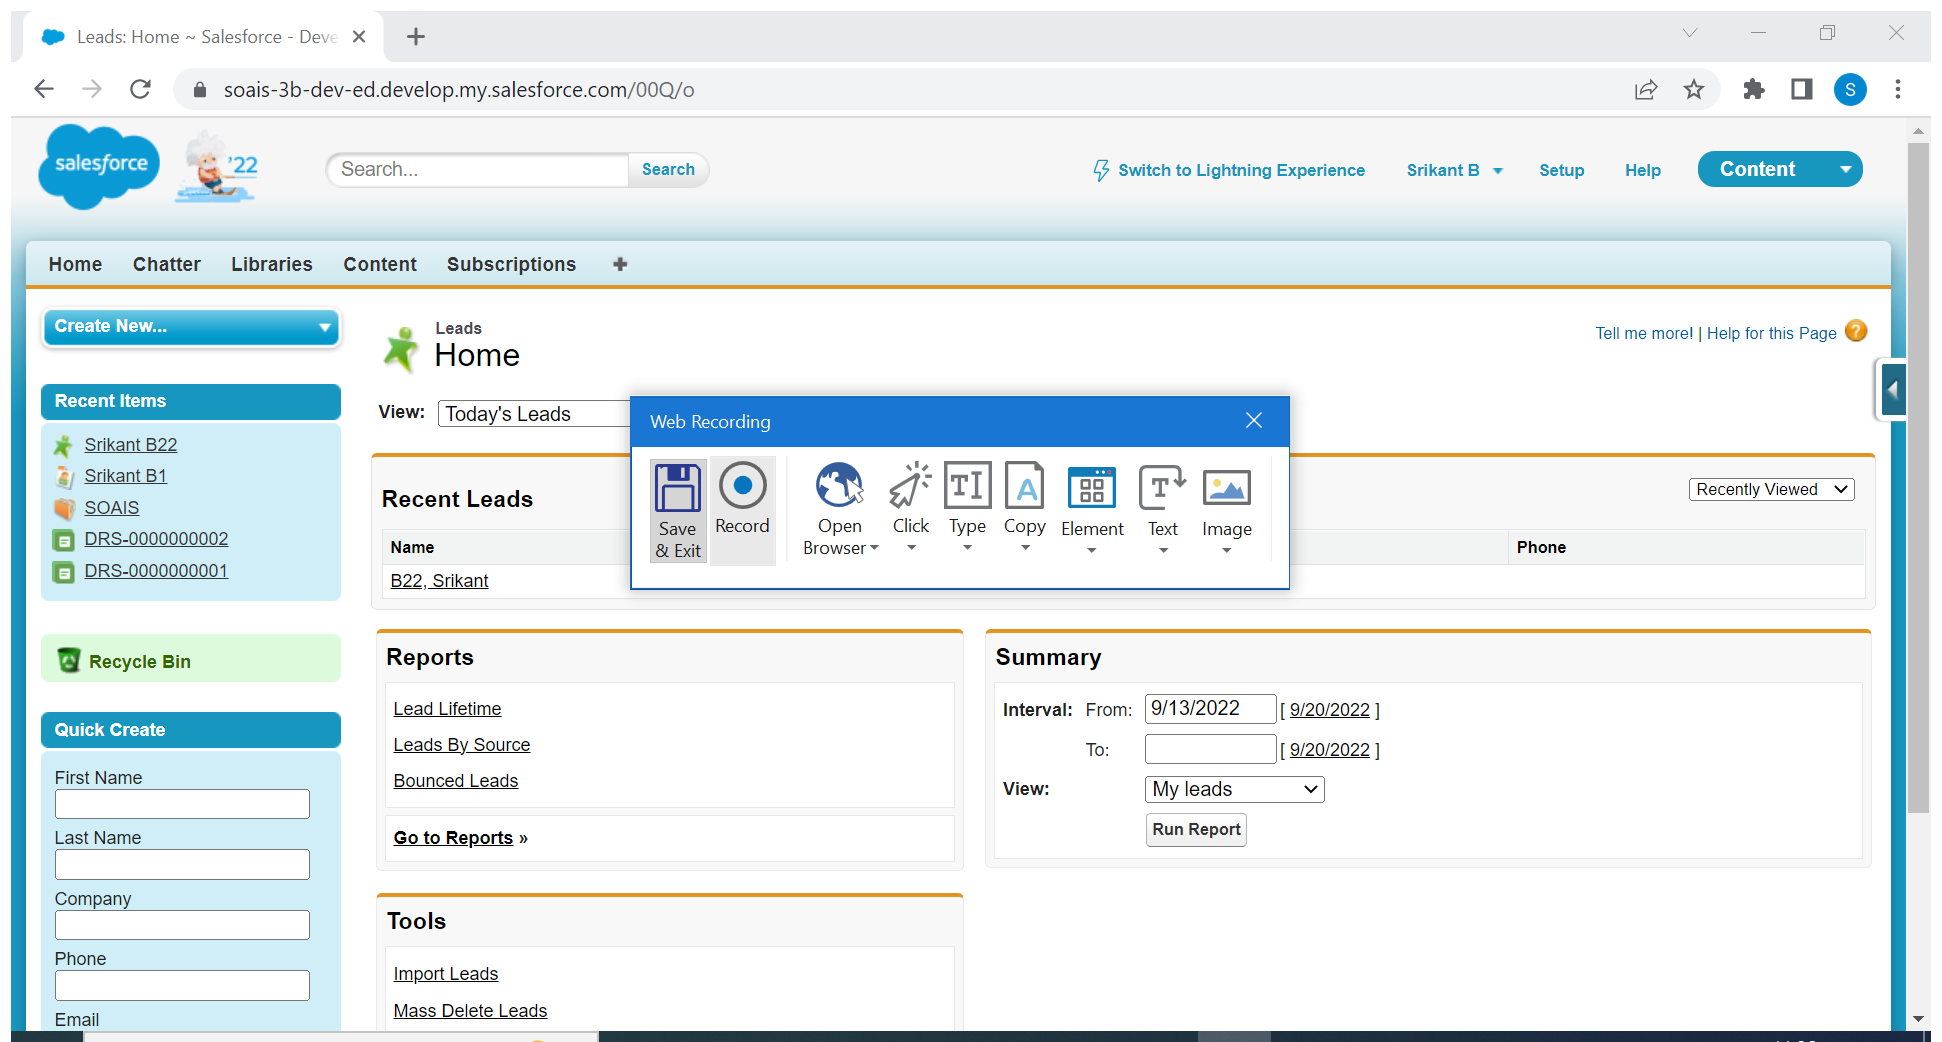 Leads: Home ~ Salesforce - Deve
soais-3b-dev-ed.develop.my.salesforce.com/00Q/o
S
salesforce
'22
Search...
Search
Switch to Lightning Experience
Srikant B
Setup
Help
Content
Home
Chatter
Libraries
Content
Subscriptions
Create New...
Leads
Home
Tell me more! | Help for this Page
?
View:
Today's Leads
Recent Items
Srikant B22
Srikant B1
SOAIS
DRS-0000000002
DRS-0000000001
Web Recording
Save
& Exit
Record
Open
Browser
Click
Type
Copy
Element
Text
Image
Recent Leads
Recently Viewed
Name
Phone
B22, Srikant
Recycle Bin
Reports
Lead Lifetime
Leads By Source
Bounced Leads
Go to Reports »
Summary
Interval: From: 9/13/2022 [ 9/20/2022 ]
To: [ 9/20/2022 ]
View: My leads
Run Report
Quick Create
First Name
Last Name
Company
Phone
Email
Tools
Import Leads
Mass Delete Leads